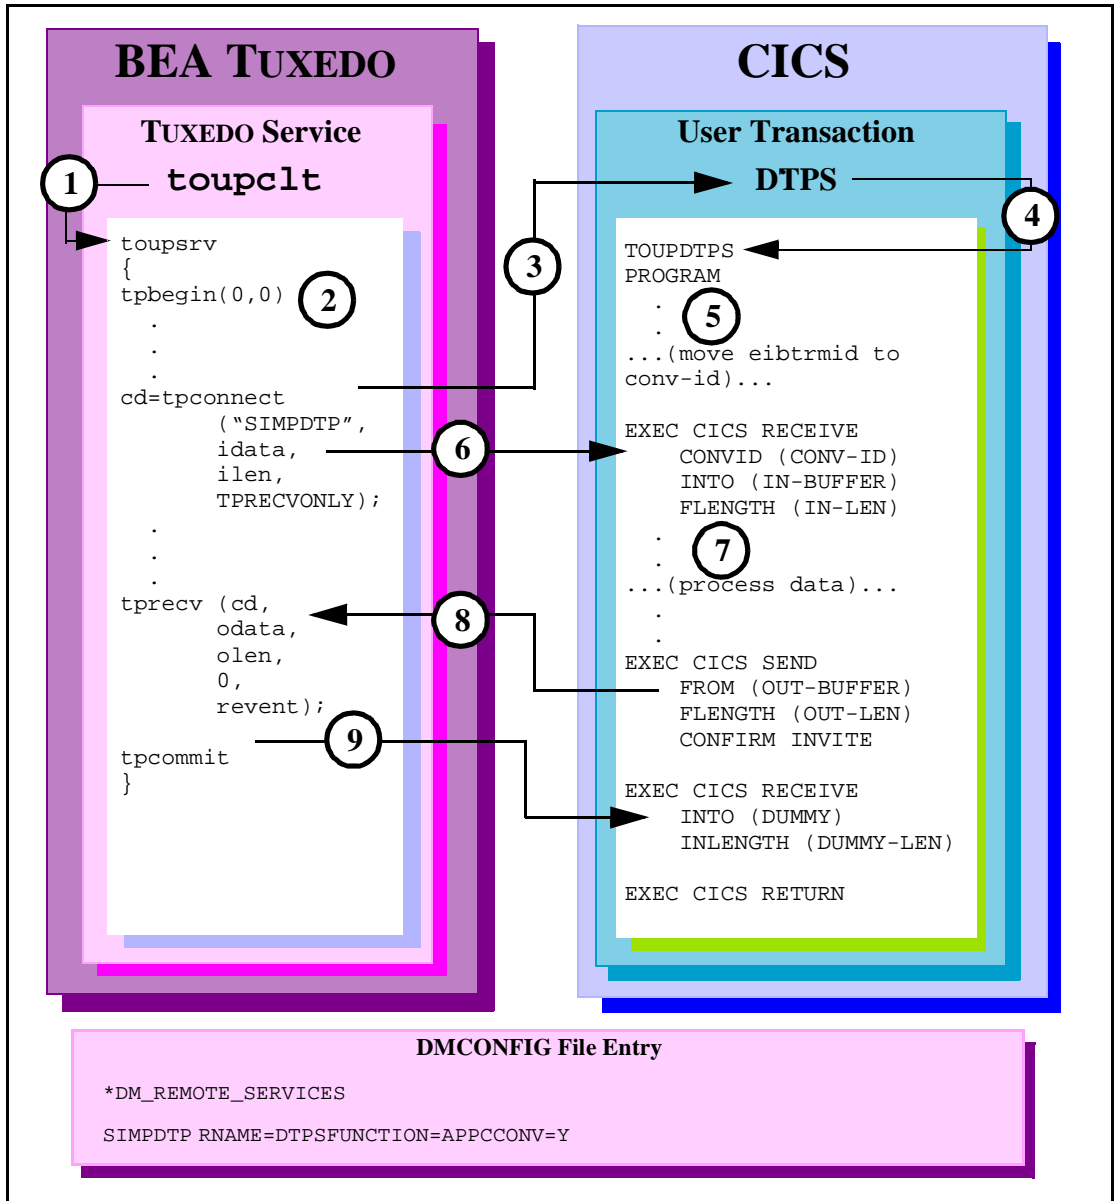 BEA TUXEDO
TUXEDO Service
1
toupclt
toupsrv
{
tpbegin(0,0)
2
.
.
.
cd=tpconnect
(“SIMPDTP”,
idata,
ilen,
TPRECVONLY);
.
.
.
tprecv (cd,
odata,
olen,
0,
revent);
tpcommit
}
3
6
8
9
CICS
User Transaction
DTPS
4
TOUPDTPS
PROGRAM
.
.
5
...(move eibtrmid to
conv-id)...
EXEC CICS RECEIVE
CONVID (CONV-ID)
INTO (IN-BUFFER)
FLENGTH (IN-LEN)
.
.
7
...(process data)...
.
.
EXEC CICS SEND
FROM (OUT-BUFFER)
FLENGTH (OUT-LEN)
CONFIRM INVITE
EXEC CICS RECEIVE
INTO (DUMMY)
INLENGTH (DUMMY-LEN)
EXEC CICS RETURN
DMCONFIG File Entry
*DM_REMOTE_SERVICES
SIMPDTP RNAME=DTPSFUNCTION=APPCCONV=Y